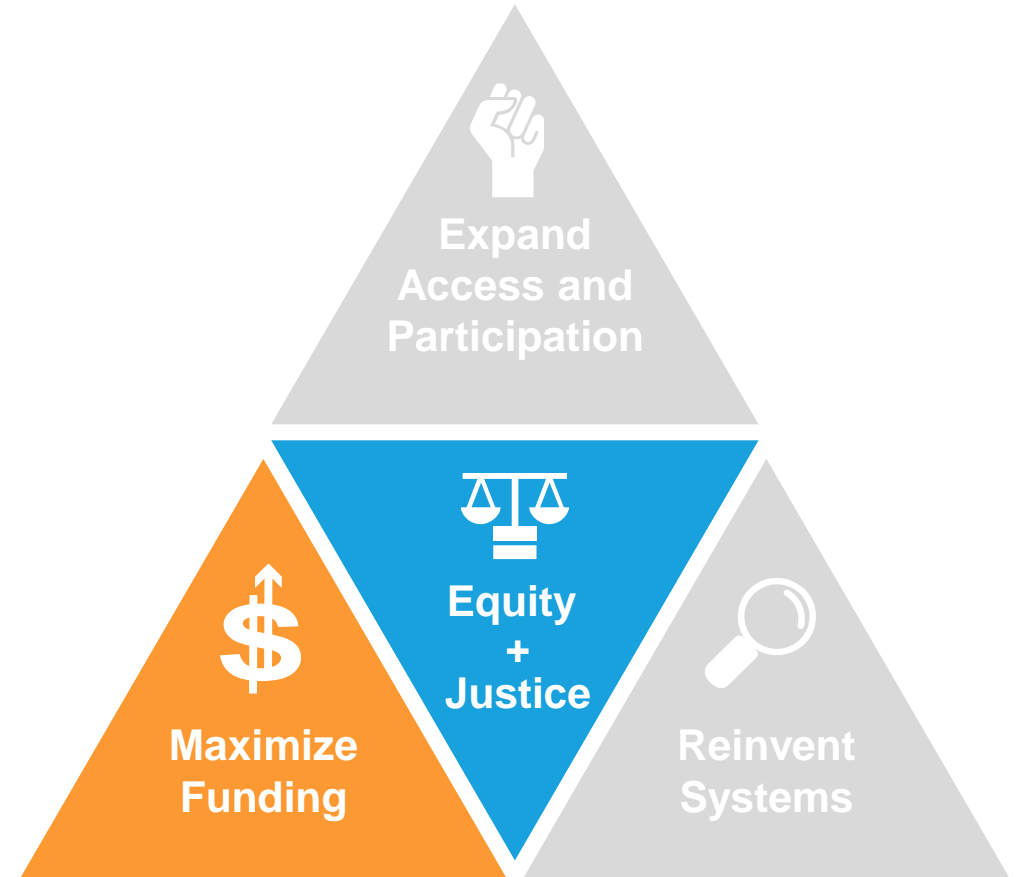 Expand
Access and
Participation
Equity
+
Justice
Maximize
Funding
Reinvent
Systems